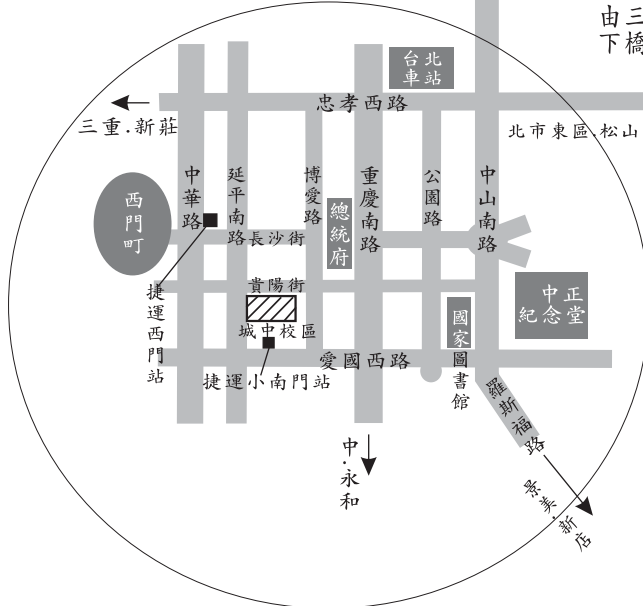 由三
下橋
台北
車站
忠孝西路
三重.新莊
北市東區.松山
中華路
延平南路
博愛路
重慶南路
公園路
中山南路
西門町
總統府
長沙街
貴陽街
捷運西門站
城中校區
中正
紀念堂
國家圖書館
愛國西路
捷運小南門站
羅斯福路
中.永和
景美.新店